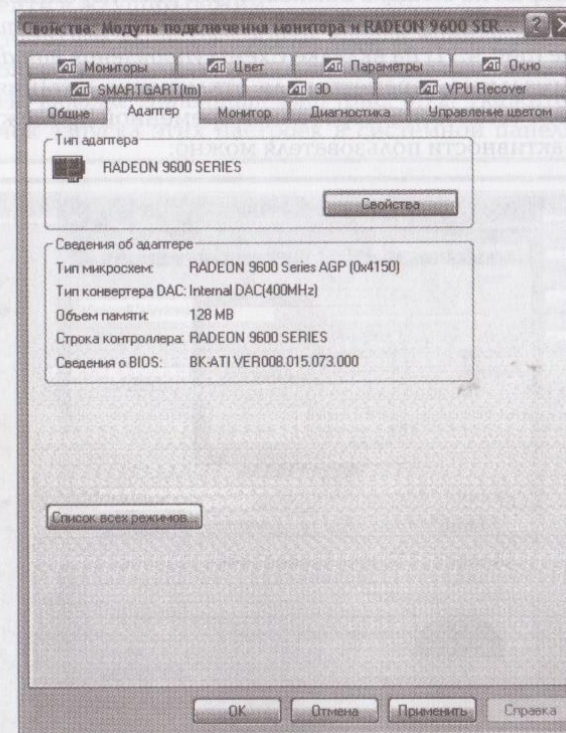 Свойства: Модуль подключения монитора и RADEON 9600 SER...
Мониторы Цвет Параметры Окно
SMARTGART(tm) 3D VPU Recover
Общие Адаптер Монитор Диагностика Управление цветом
Тип адаптера
RADEON 9600 SERIES
Свойства
Сведения об адаптере
Тип микросхем: RADEON 9600 Series AGP (0x4150)
Тип конвертера DAC: Internal DAC(400MHz)
Объем памяти: 128 MB
Строка контроллера: RADEON 9600 SERIES
Сведения о BIOS: BK-ATI VER008.015.073.000
Список всех режимов...
OK Отмена Применить Справка